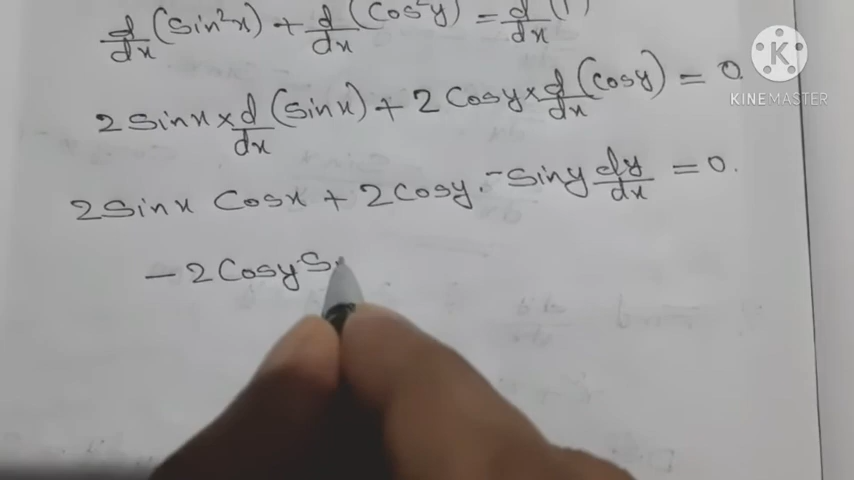 d/dx (Sin²x) + d/dx (Cos²y) = d/dx (1)
2 Sinx × d/dx (Sinx) + 2 Cosy × d/dx (Cosy) = 0
2 Sinx Cosx + 2 Cosy . - Siny dy/dx = 0.
- 2 Cosy S
K
KINEMASTER